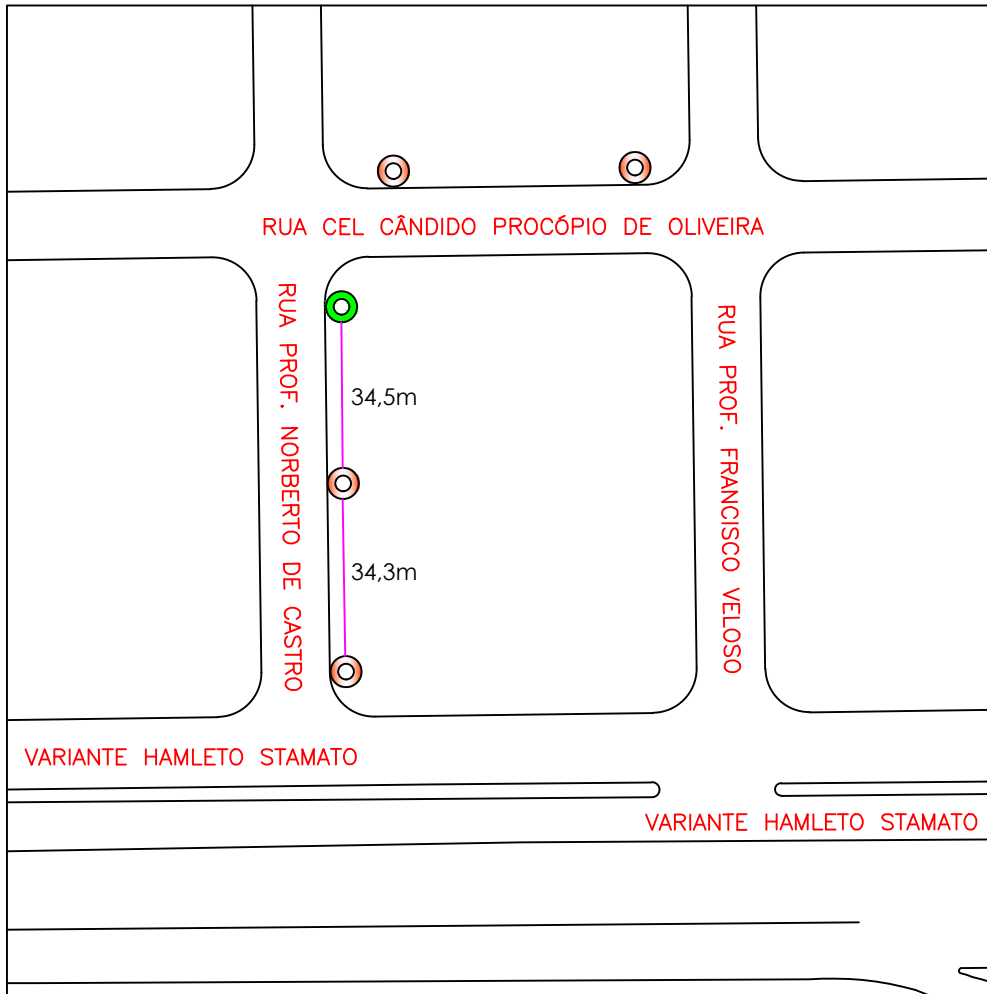 RUA CEL CÂNDIDO PROCÓPIO DE OLIVEIRA
RUA PROF. NORBERTO DE CASTRO
RUA PROF. FRANCISCO VELOSO
34,5m
34,3m
VARIANTE HAMLETO STAMATO
VARIANTE HAMLETO STAMATO